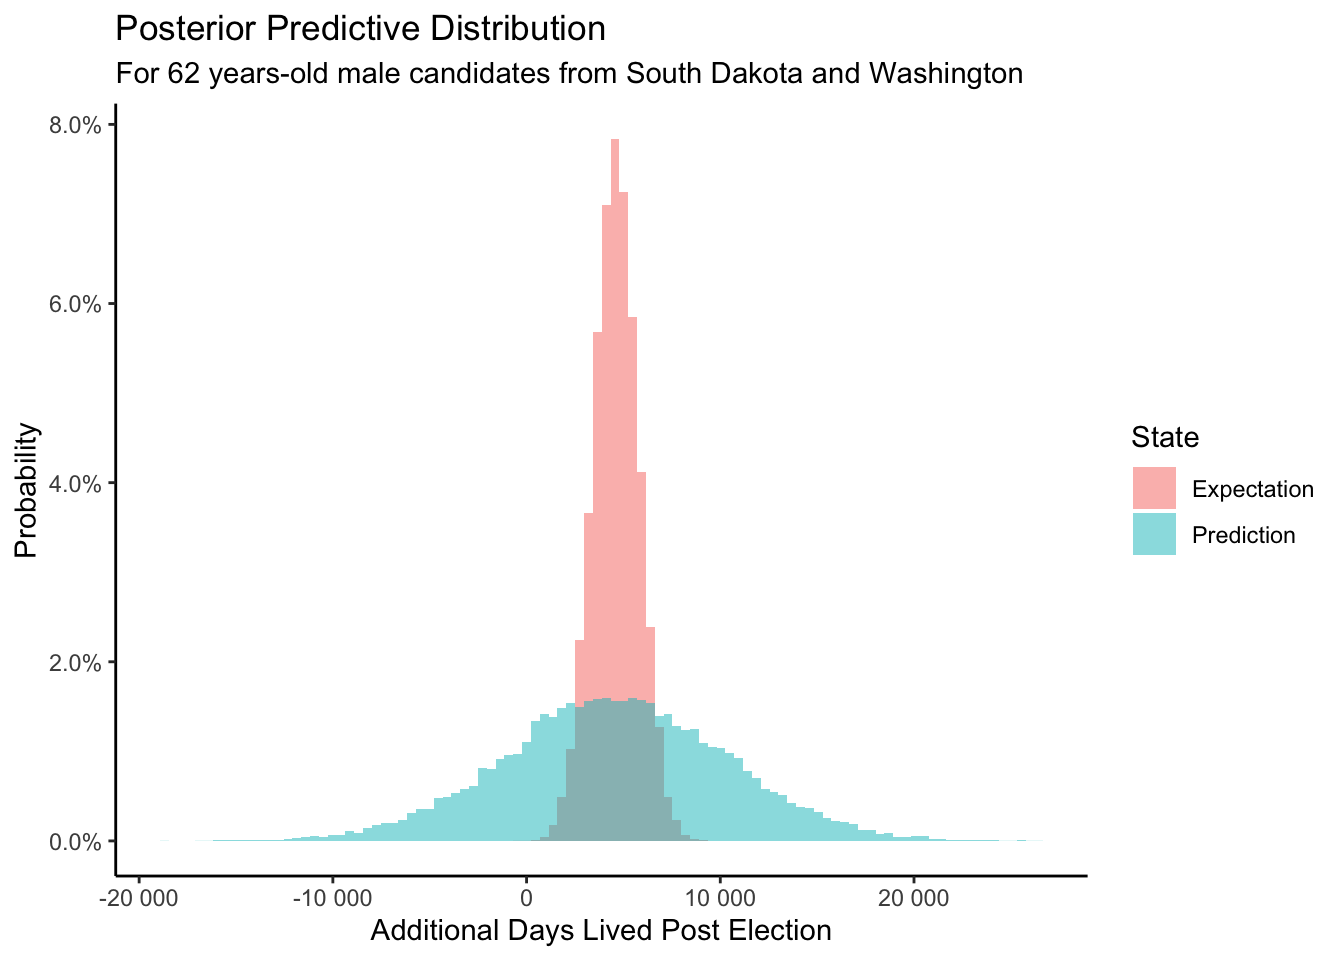 Posterior Predictive Distribution
For 62 years-old male candidates from South Dakota and Washington
8.0%
6.0%
4.0%
2.0%
0.0%
Probability
-20 000 -10 000 0 10 000 20 000
Additional Days Lived Post Election
State
Expectation
Prediction